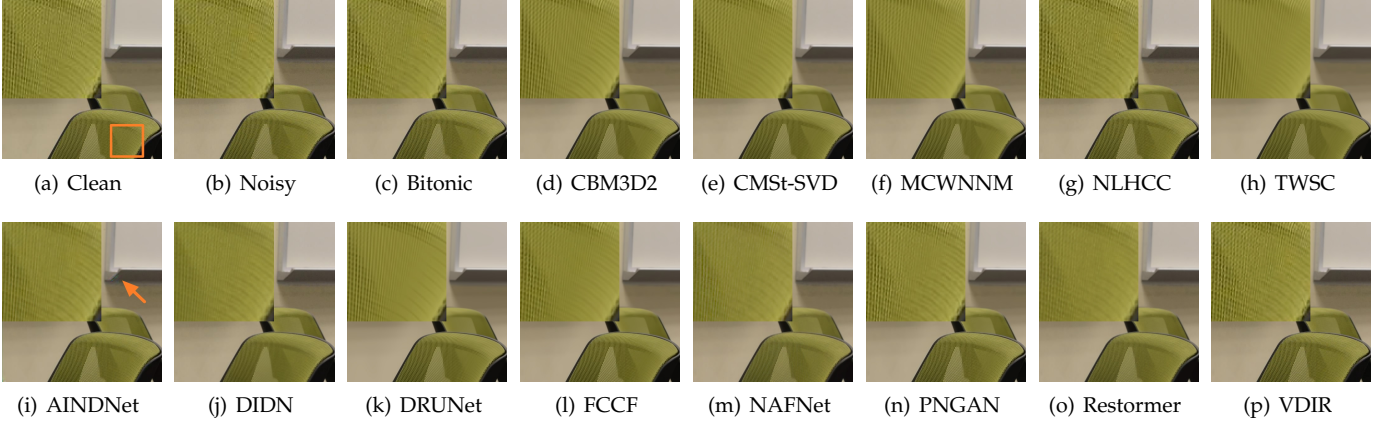 (a) Clean (b) Noisy (c) Bitonic (d) CBM3D2 (e) CMSt-SVD (f) MCWNNM (g) NLHCC (h) TWSC
(i) AINDNet (j) DIDN (k) DRUNet (l) FCCF (m) NAFNet (n) PNGAN (o) Restormer (p) VDIR